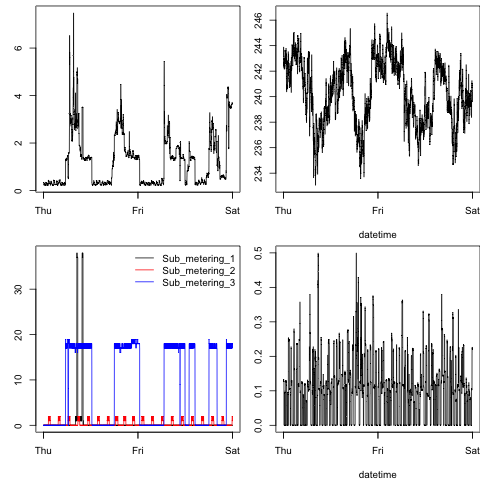 6
4
2
0
Thu Fri Sat
246
244
242
240
238
236
234
Thu Fri Sat
datetime
Sub_metering_1
Sub_metering_2
Sub_metering_3
30
20
10
0
Thu Fri Sat
0.5
0.4
0.3
0.2
0.1
0.0
Thu Fri Sat
datetime